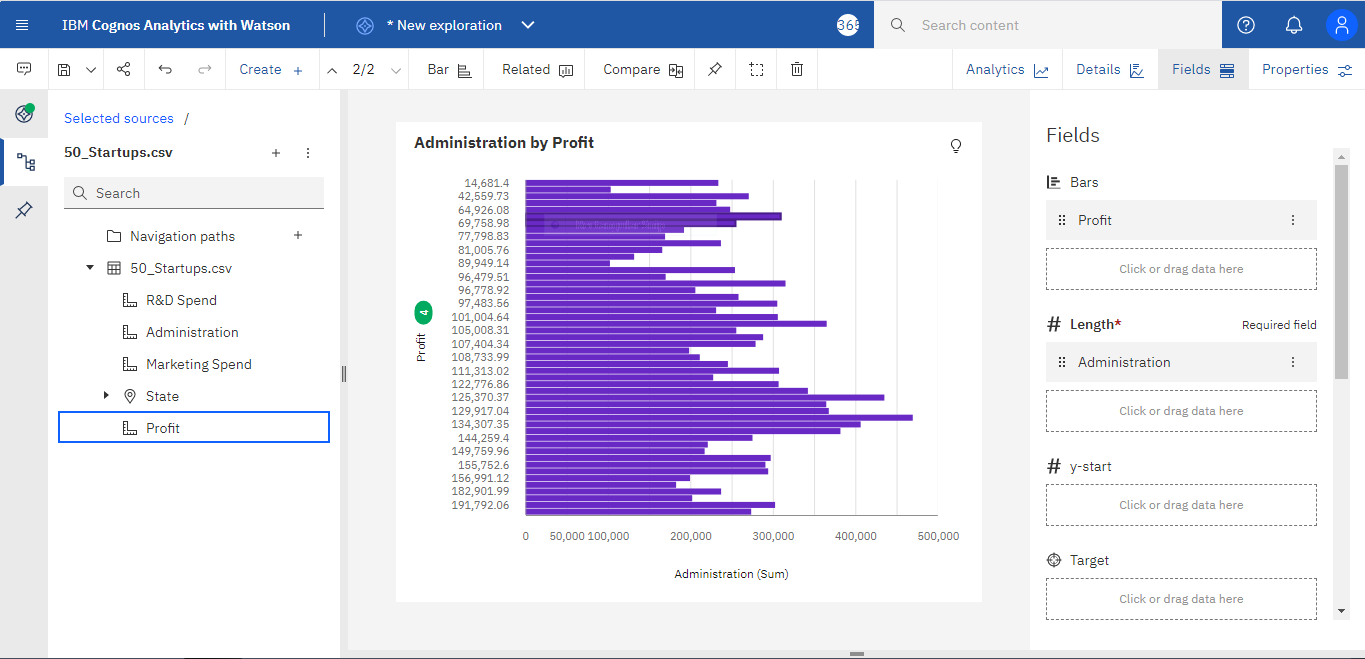 IBM Cognos Analytics with Watson
* New exploration
365
Search content
Create +
2/2
Bar
Related
Compare
Analytics
Details
Fields
Properties
Selected sources /
50_Startups.csv
Search
Navigation paths
50_Startups.csv
R&D Spend
Administration
Marketing Spend
State
Profit
Administration by Profit
14,681.4
42,559.73
64,926.08
69,758.98
77,798.83
81,005.76
89,949.14
96,479.51
96,778.92
97,483.56
101,004.64
105,008.31
107,404.34
108,733.99
111,313.02
122,776.86
125,370.37
129,917.04
134,307.35
144,259.4
149,759.96
155,752.6
156,991.12
182,901.99
191,792.06
Profit
4
0 50,000 100,000 200,000 300,000 400,000 500,000
Administration (Sum)
Fields
Bars
Profit
Click or drag data here
Length* Required field
Administration
Click or drag data here
y-start
Click or drag data here
Target
Click or drag data here